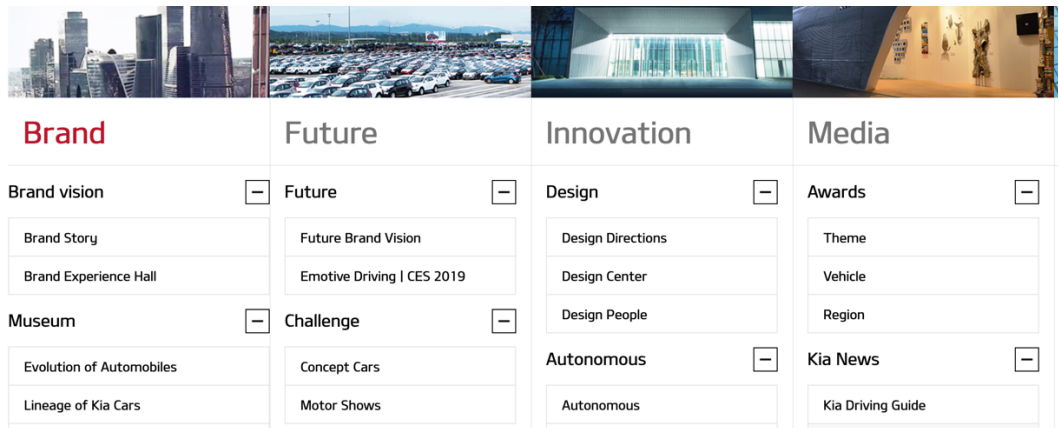 Brand
Future
Innovation
Media
Brand vision
Brand Story
Brand Experience Hall
Museum
Evolution of Automobiles
Lineage of Kia Cars
Future
Future Brand Vision
Emotive Driving | CES 2019
Challenge
Concept Cars
Motor Shows
Design
Design Directions
Design Center
Design People
Autonomous
Autonomous
Awards
Theme
Vehicle
Region
Kia News
Kia Driving Guide